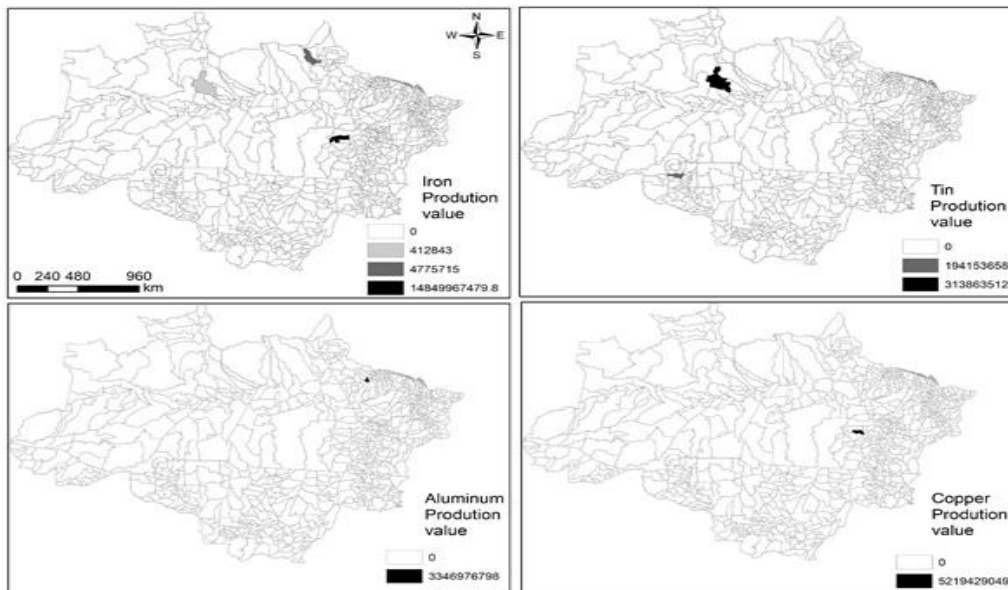 N
W E
S
Iron
Prodution
value
0
412843
4775715
14849967479.8
0 240 480 960
km
Tin
Prodution
value
0
194153658
313863512
Aluminum
Prodution
value
0
3346976798
Copper
Prodution
value
0
5219429049